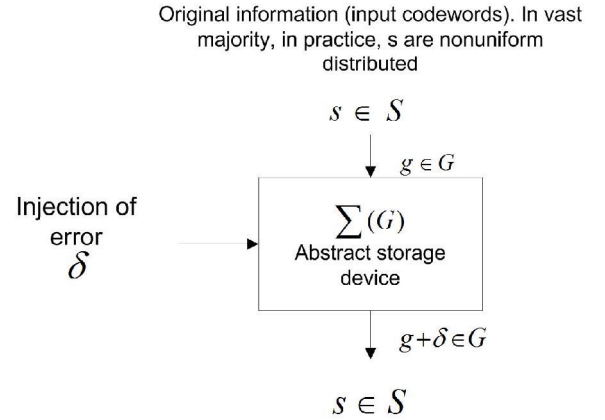 Original information (input codewords). In vast
majority, in practice, s are nonuniform
distributed
s ∈ S
g ∈ G
Injection of
error
δ
∑(G)
Abstract storage
device
g+δ∈G
s ∈ S